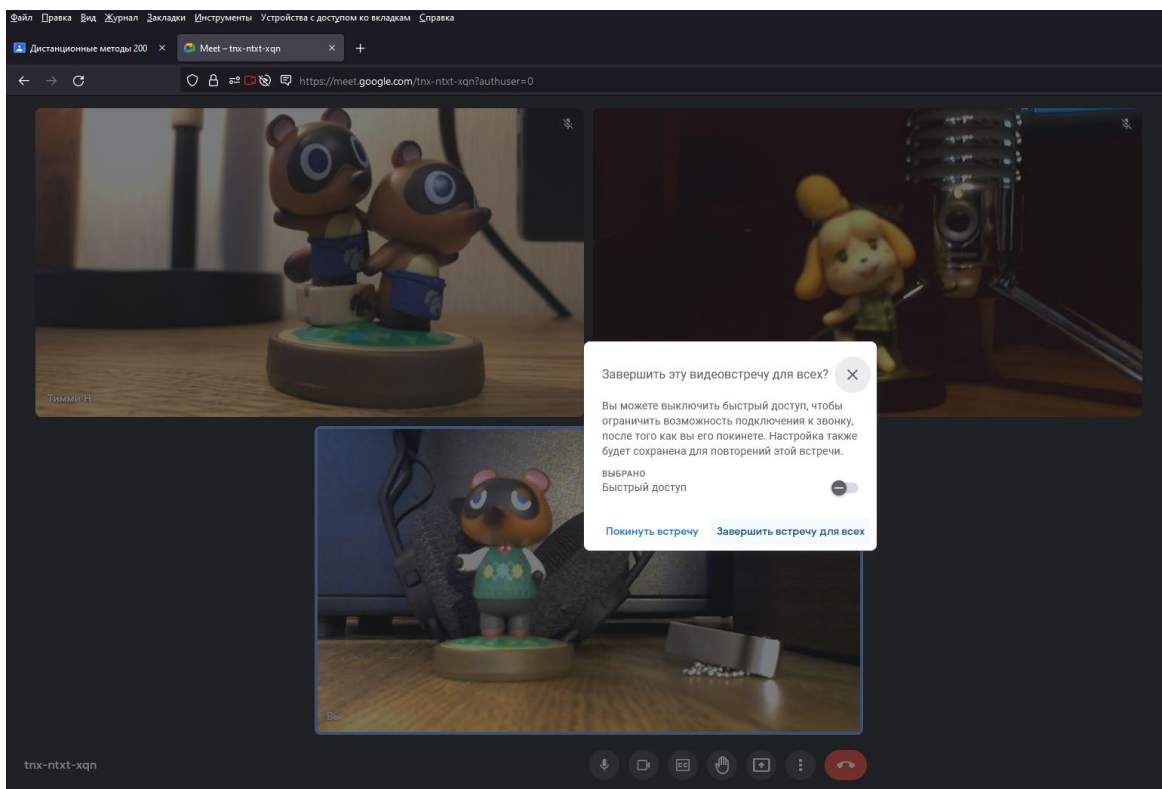 Файл Правка Вид Журнал Закладки Инструменты Устройства с доступом ко вкладкам Справка
Дистанционные методы 200
Meet – tnx-ntxt-xqn
https://meet.google.com/tnx-ntxt-xqn?authuser=0
Тимми Н
Завершить эту видеовстречу для всех?
Вы можете выключить быстрый доступ, чтобы
ограничить возможность подключения к звонку,
после того как вы его покинете. Настройка также
будет сохранена для повторений этой встречи.
ВЫБРАНО
Быстрый доступ
Покинуть встречу Завершить встречу для всех
Вы
tnx-ntxt-xqn